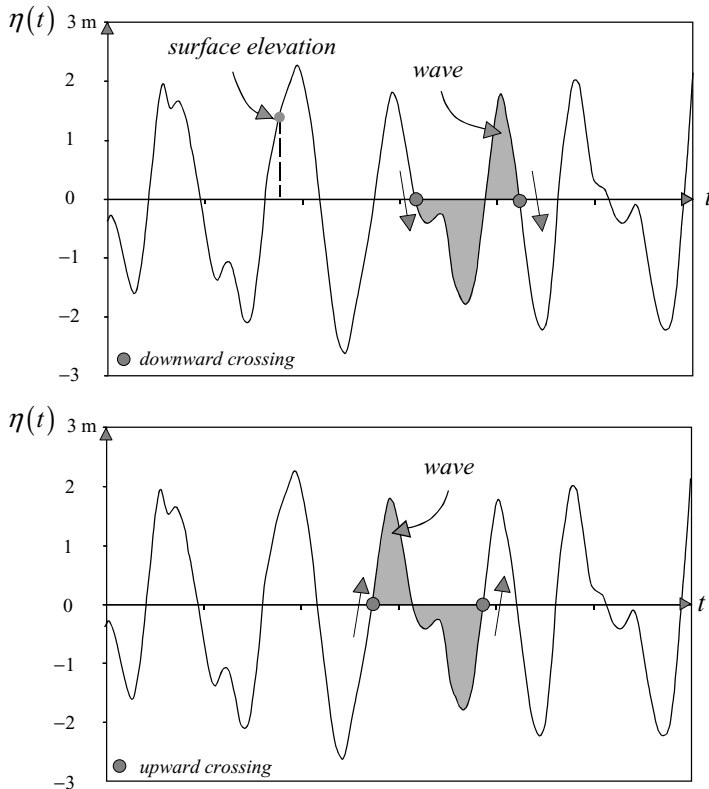 η(t)
3 m
surface elevation
wave
2
1
0
t
−1
−2
−3
downward crossing
η(t)
3 m
wave
2
1
0
t
−1
−2
−3
upward crossing